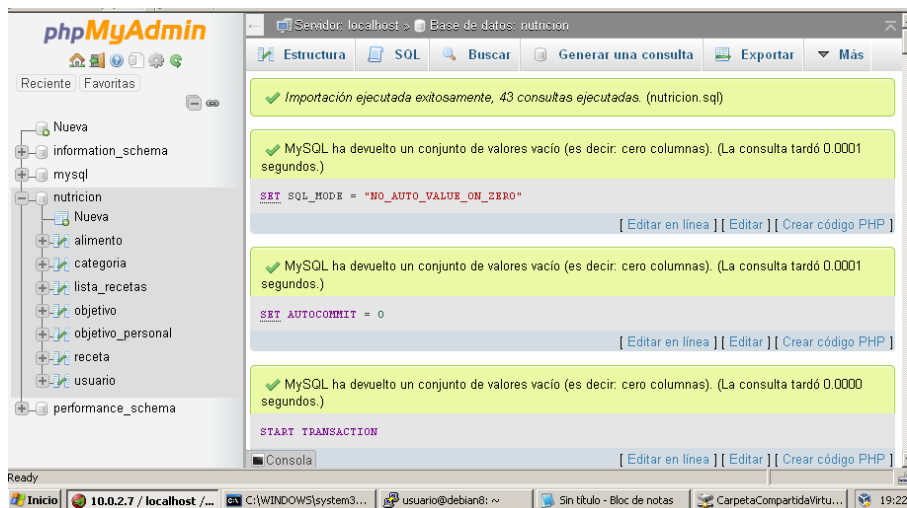 phpMyAdmin
Reciente Favoritas
Nueva
information_schema
mysql
nutricion
Nueva
alimento
categoria
lista_recetas
objetivo
objetivo_personal
receta
usuario
performance_schema
Servidor: localhost » Base de datos: nutricion
Estructura SQL Buscar Generar una consulta Exportar Más
Importación ejecutada exitosamente, 43 consultas ejecutadas. (nutricion.sql)
MySQL ha devuelto un conjunto de valores vacío (es decir: cero columnas). (La consulta tardó 0.0001
segundos.)
SET SQL_MODE = "NO_AUTO_VALUE_ON_ZERO"
[ Editar en línea ] [ Editar ] [ Crear código PHP ]
MySQL ha devuelto un conjunto de valores vacío (es decir: cero columnas). (La consulta tardó 0.0001
segundos.)
SET AUTOCOMMIT = 0
[ Editar en línea ] [ Editar ] [ Crear código PHP ]
MySQL ha devuelto un conjunto de valores vacío (es decir: cero columnas). (La consulta tardó 0.0000
segundos.)
START TRANSACTION
Consola [ Editar en línea ] [ Editar ] [ Crear código PHP ]
Ready
Inicio 10.0.2.7 / localhost /... C:\WINDOWS\system3... usuario@debian8: ~ Sin título - Bloc de notas CarpetaCompartidaVirtu... 19:22